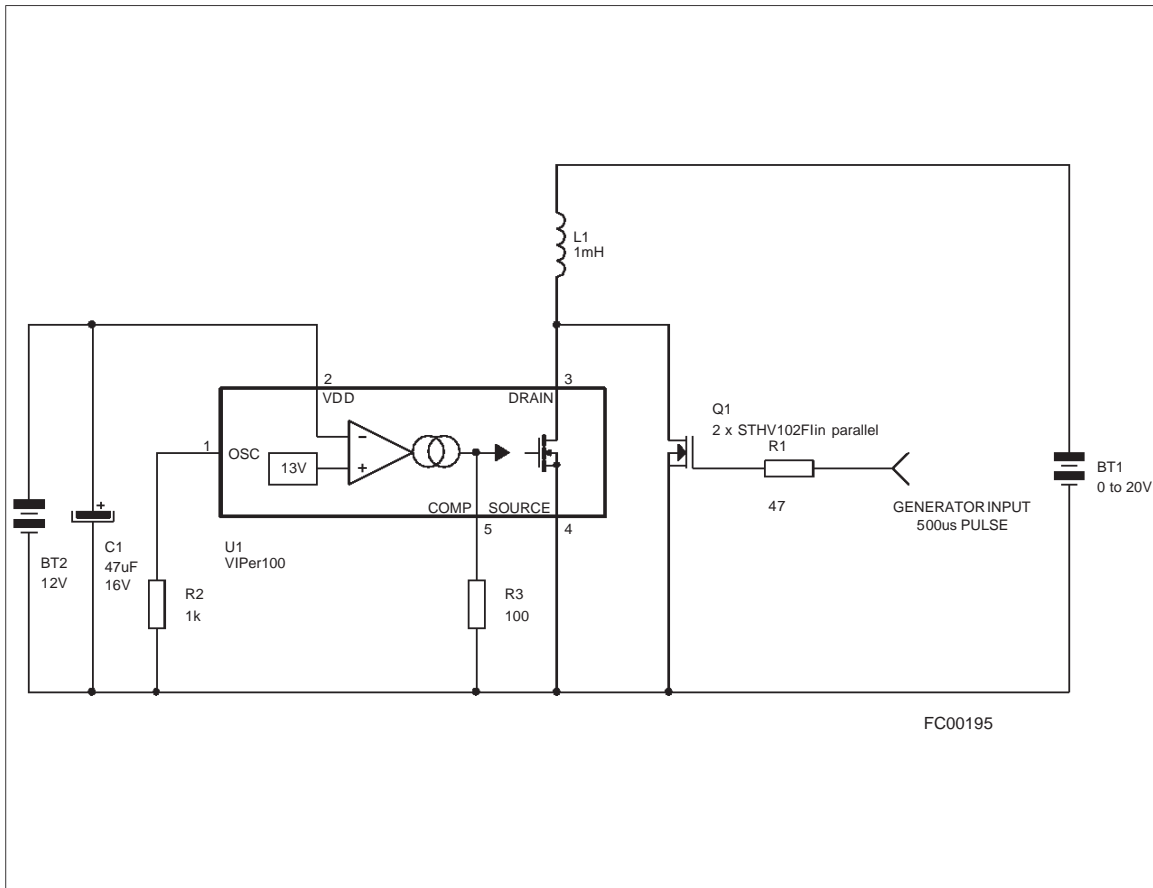 L1
1mH
2
VDD
3
DRAIN
Q1
2 x STHV102FIin parallel
R1
47
1
OSC
13V
−
+
COMP
SOURCE
5
4
GENERATOR INPUT
500us PULSE
BT1
0 to 20V
U1
VIPer100
+
C1
47uF
16V
BT2
12V
R2
1k
R3
100
FC00195